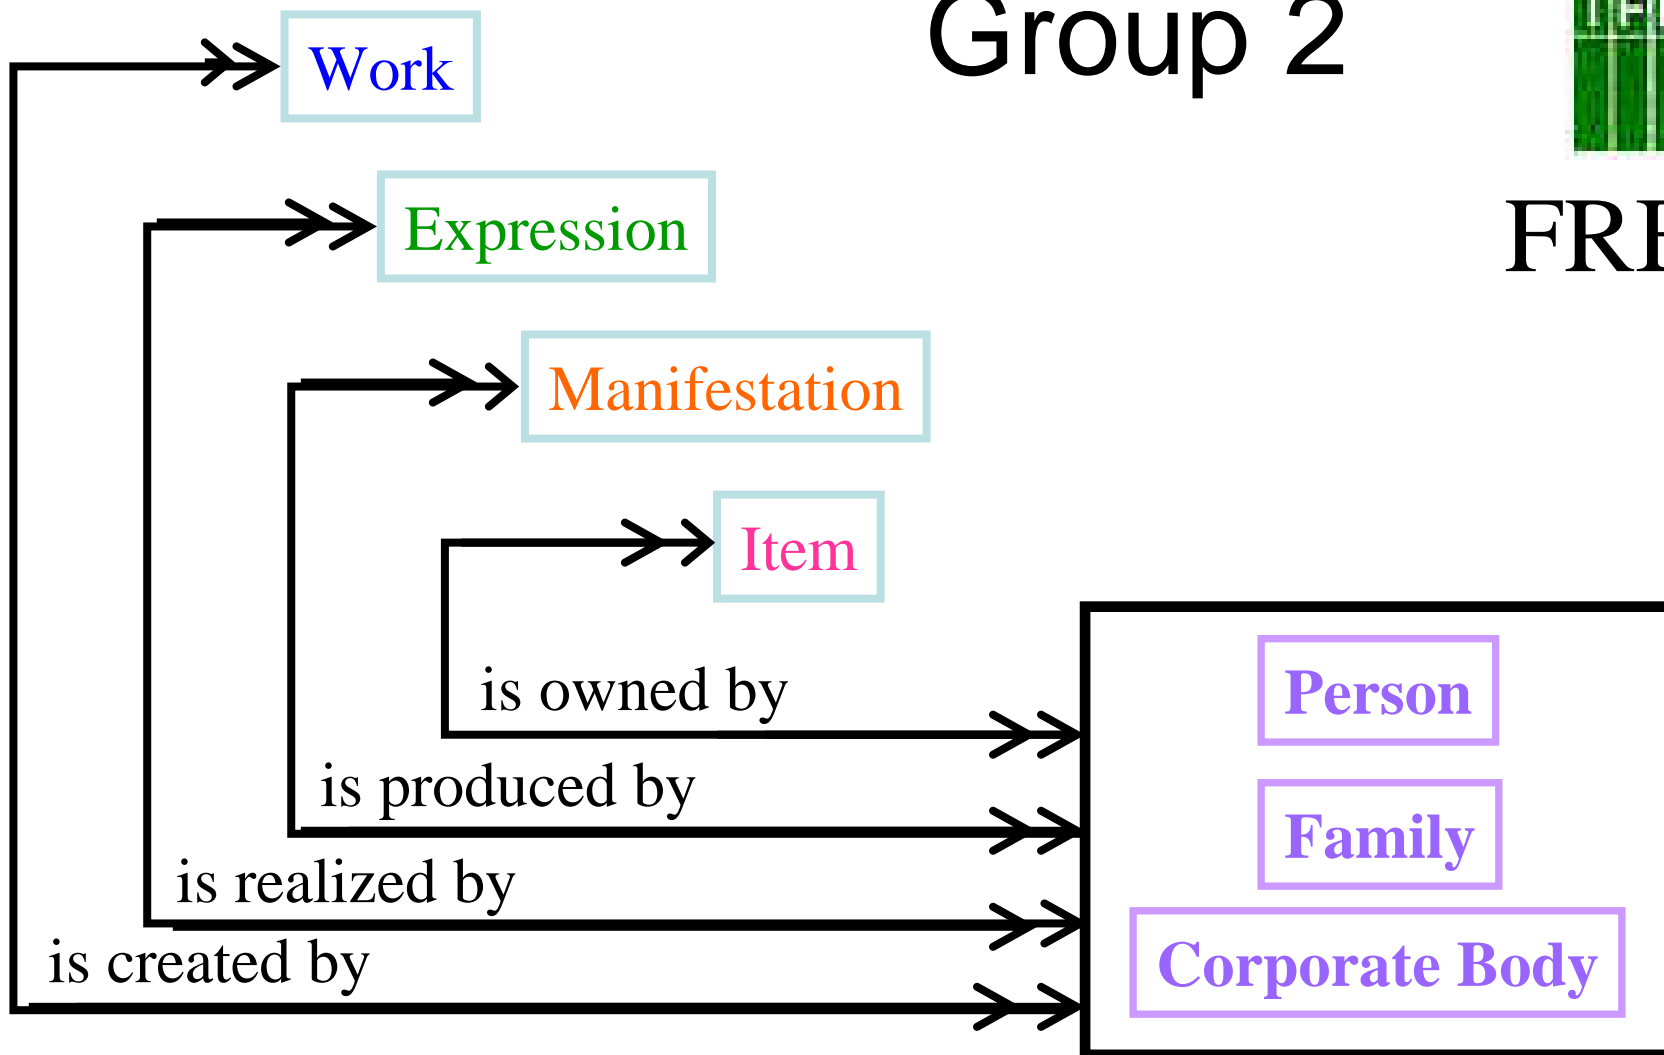 Group 2
Work
Expression
Manifestation
Item
is owned by
is produced by
is realized by
is created by
Person
Family
Corporate Body